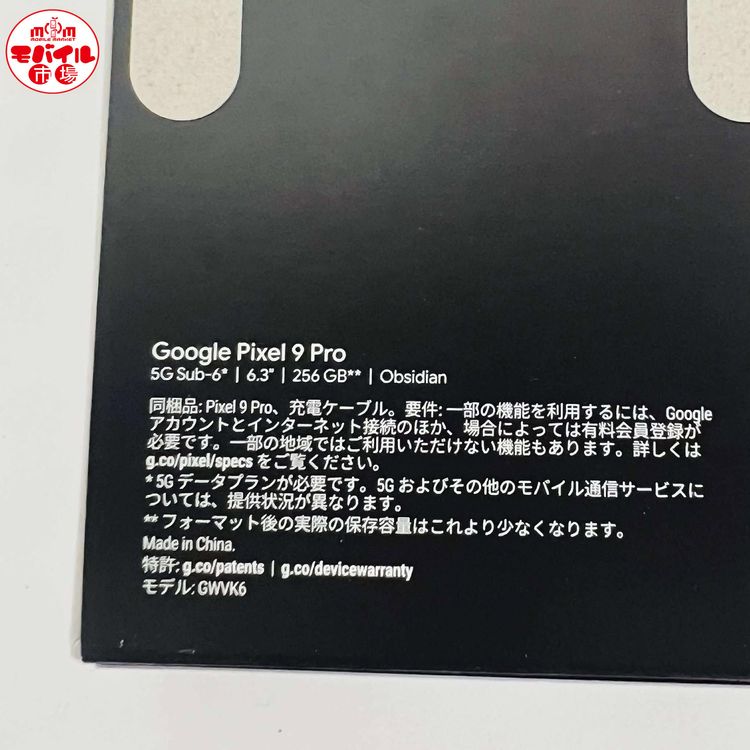 MOBILE MARKET
モバイル
市場
Google Pixel 9 Pro
5G Sub-6* | 6.3" | 256 GB** | Obsidian
同梱品: Pixel 9 Pro、充電ケーブル。要件: 一部の機能を利用するには、Google
アカウントとインターネット接続のほか、場合によっては有料会員登録が
必要です。一部の地域ではご利用いただけない機能もあります。詳しくは
g.co/pixel/specs をご覧ください。
* 5G データプランが必要です。5G およびその他のモバイル通信サービスに
ついては、提供状況が異なります。
** フォーマット後の実際の保存容量はこれより少なくなります。
Made in China.
特許: g.co/patents | g.co/devicewarranty
モデル: GWVK6